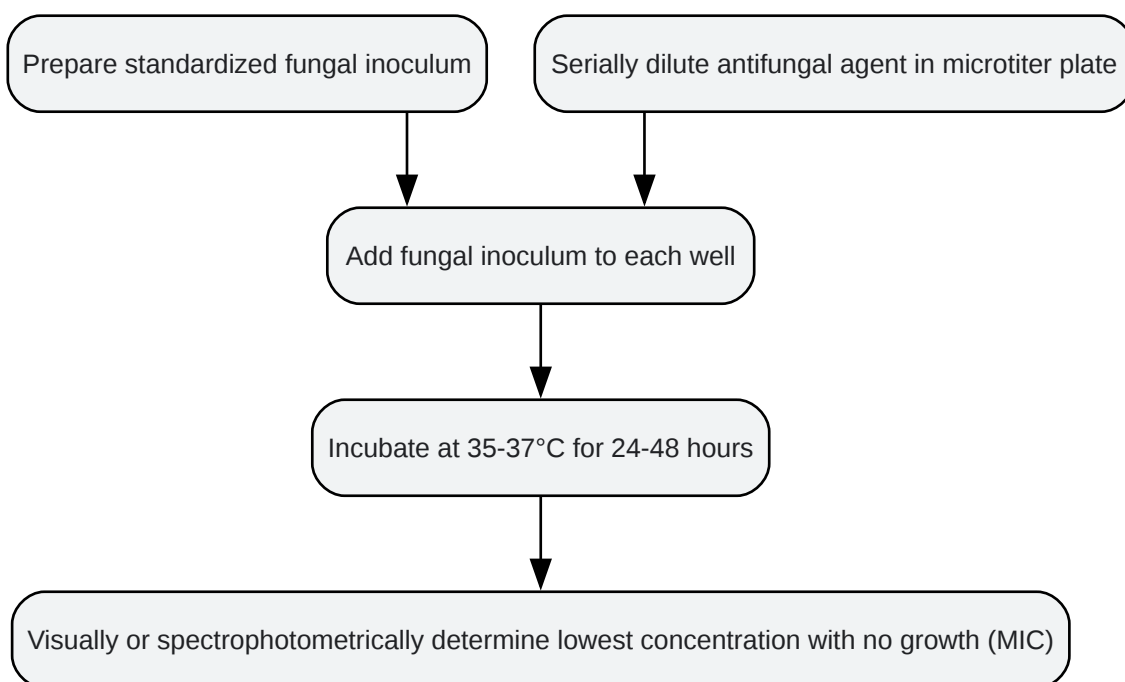 Prepare standardized fungal inoculum
Serially dilute antifungal agent in microtiter plate
Add fungal inoculum to each well
Incubate at 35-37°C for 24-48 hours
Visually or spectrophotometrically determine lowest concentration with no growth (MIC)